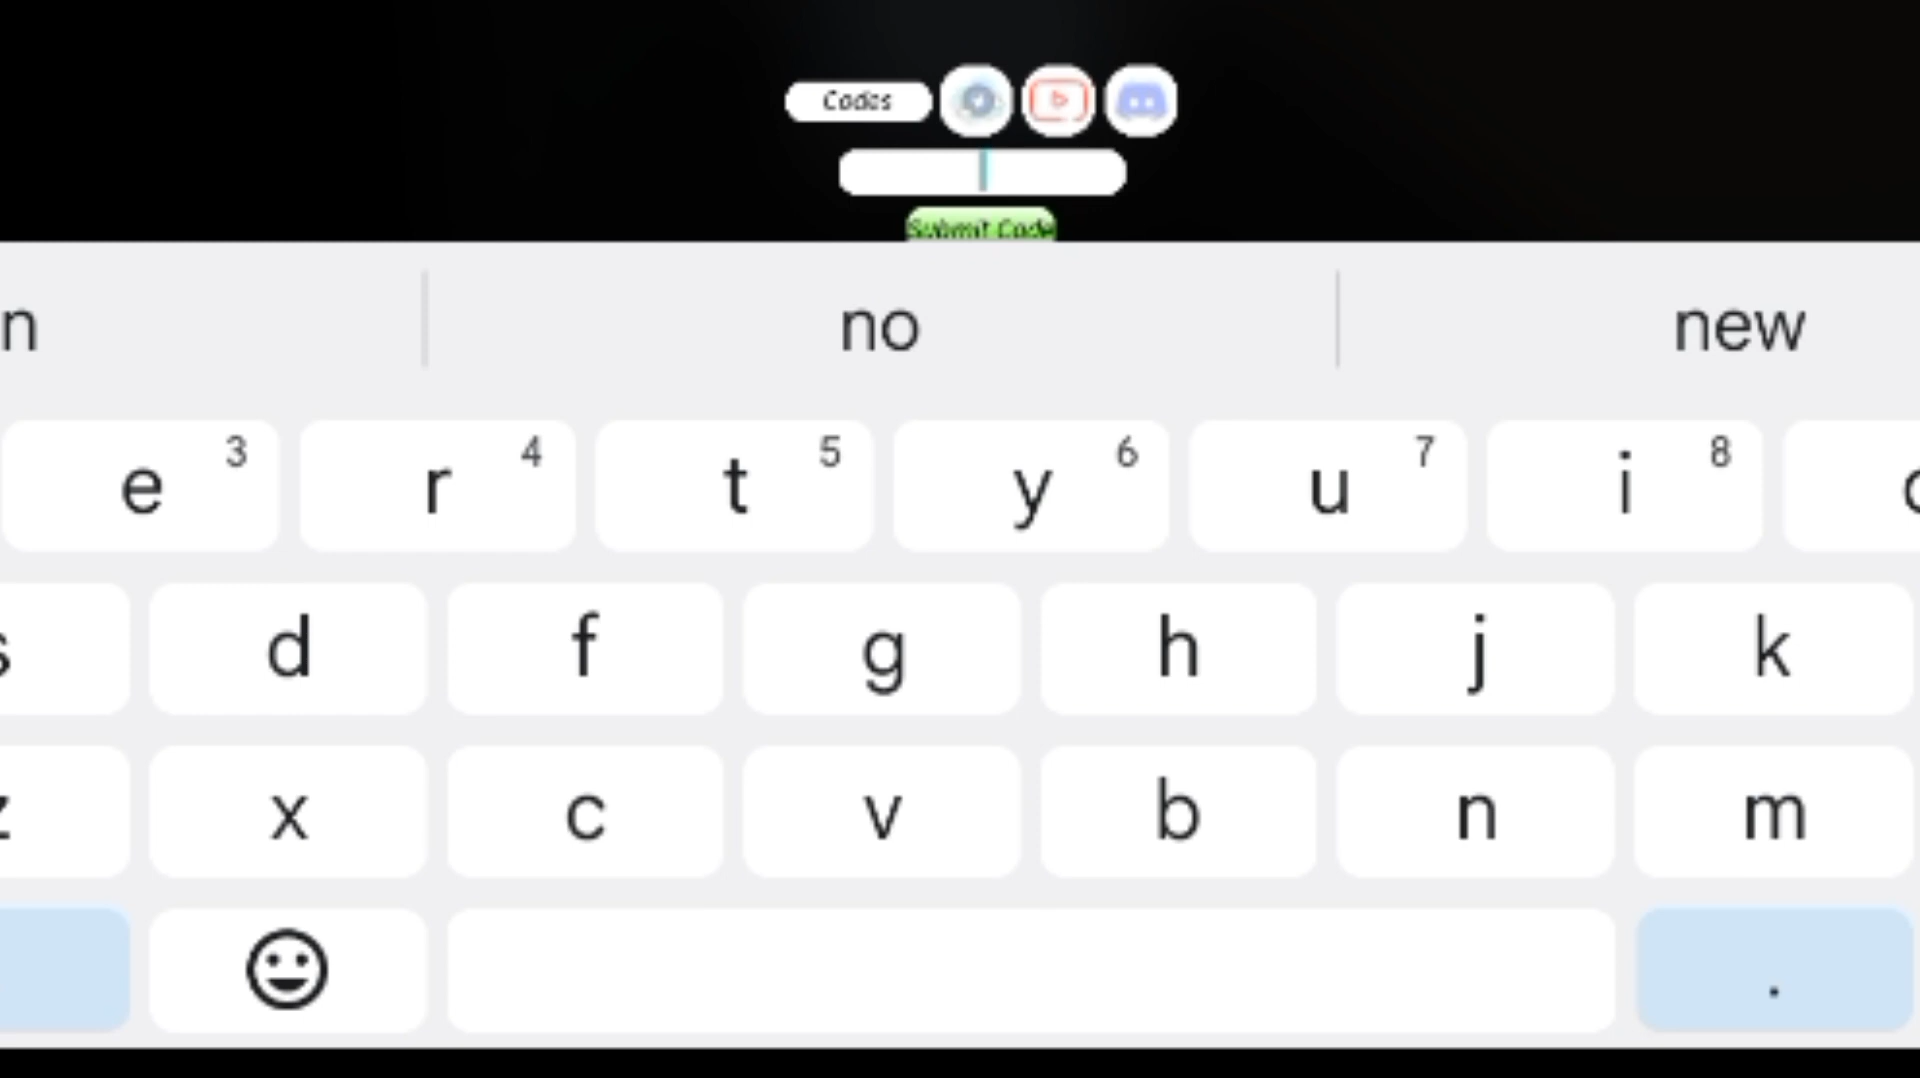 Codes
Submit Code
n no new
e 3 r 4 t 5 y 6 u 7 i 8
s d f g h j k
z x c v b n m
.